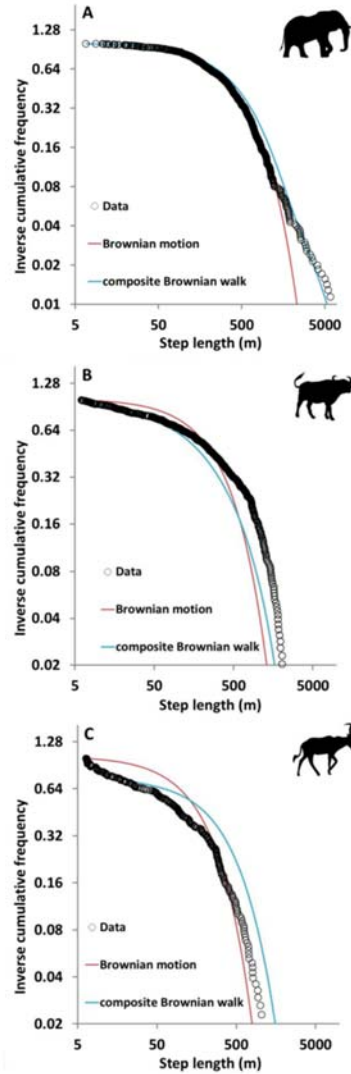 A
Inverse cumulative frequency
1.28
0.64
0.32
0.16
0.08
0.04
0.02
0.01
Data
Brownian motion
composite Brownian walk
5 50 500 5000
Step length (m)
B
Inverse cumulative frequency
1.28
0.64
0.32
0.16
0.08
0.04
0.02
Data
Brownian motion
composite Brownian walk
5 50 500 5000
Step length (m)
C
Inverse cumulative frequency
1.28
0.64
0.32
0.16
0.08
0.04
0.02
Data
Brownian motion
composite Brownian walk
5 50 500 5000
Step length (m)